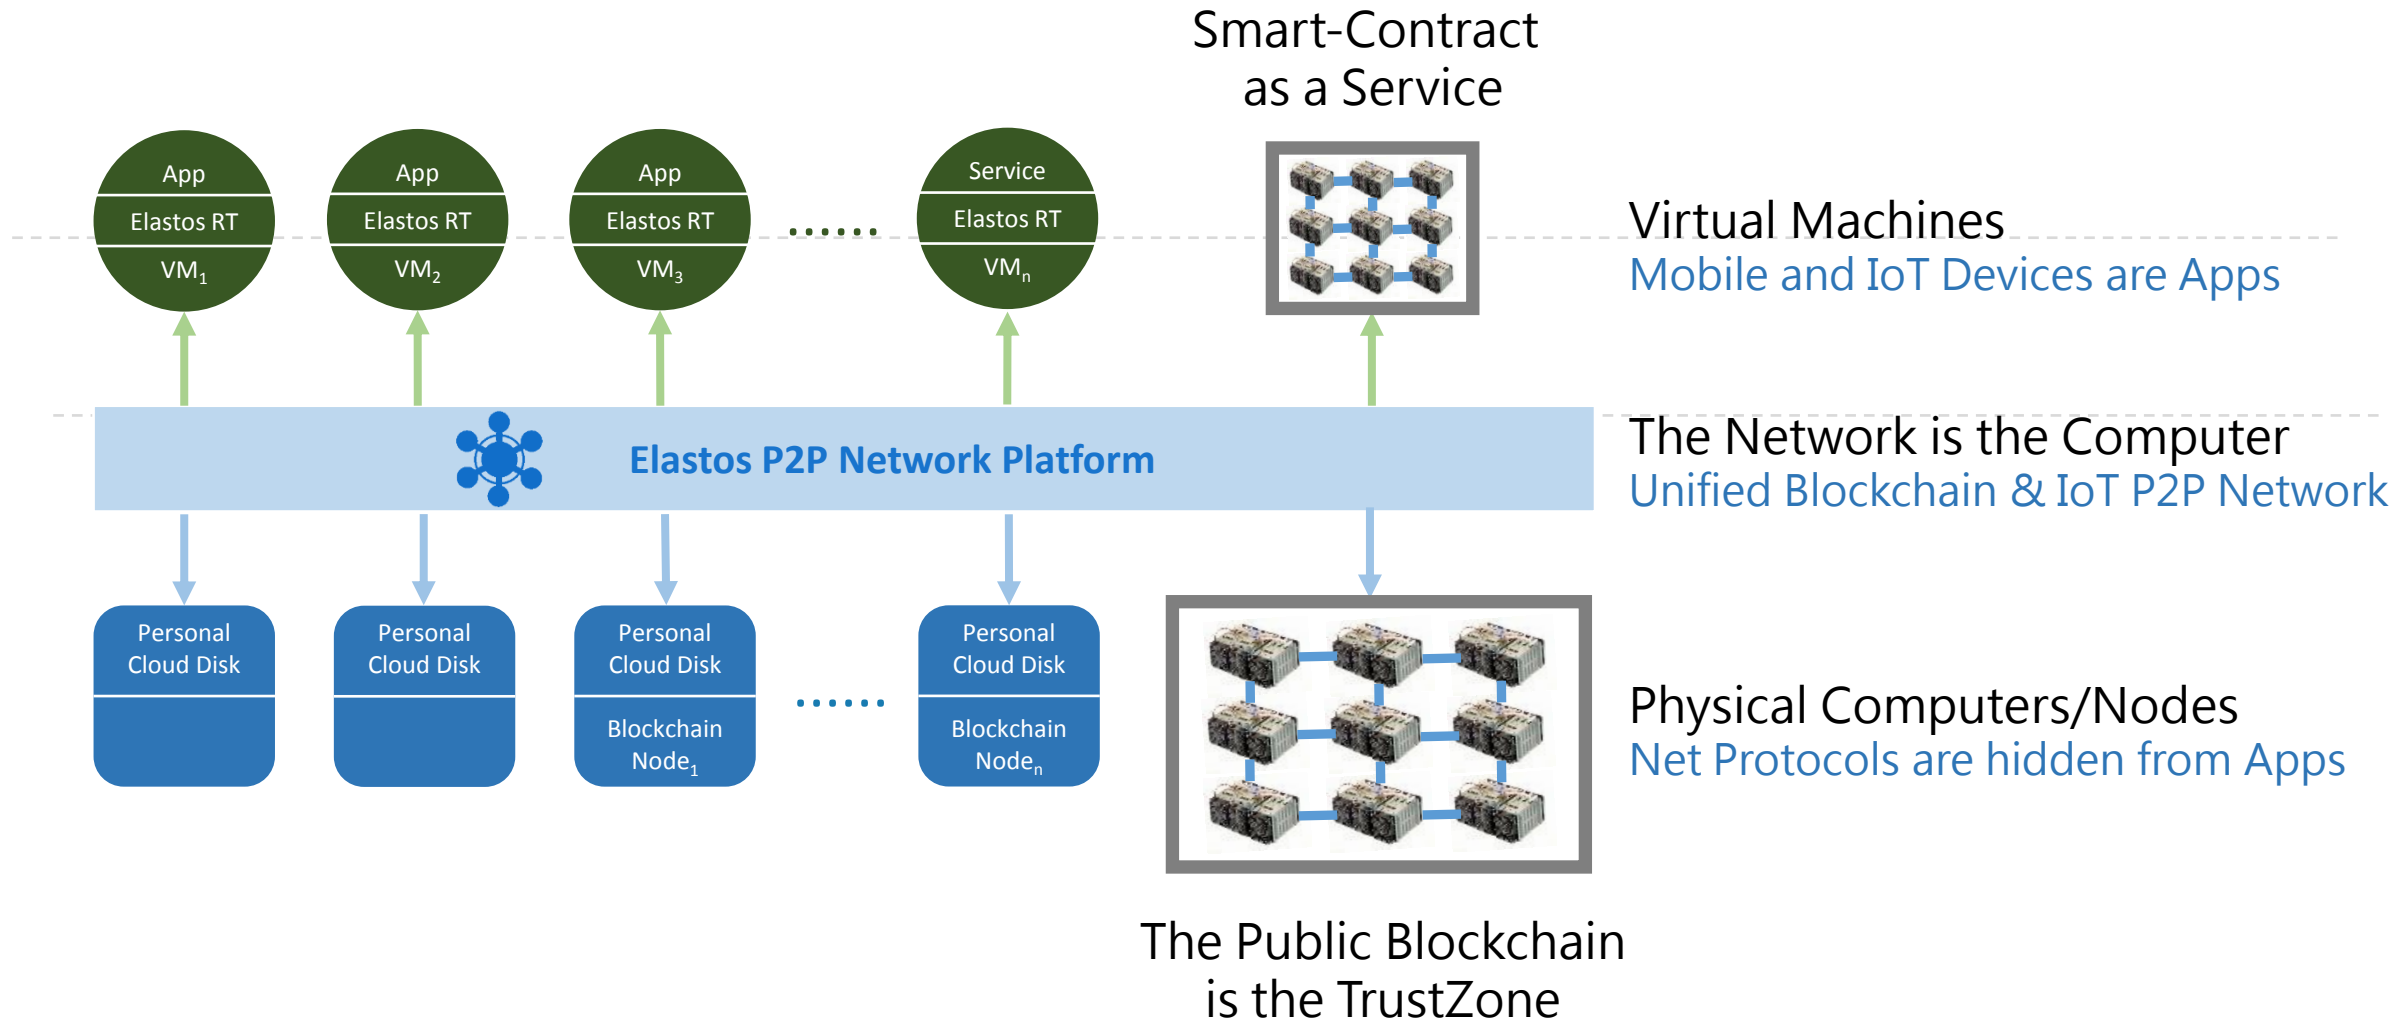 Smart-Contract
as a Service
App
Elastos RT
VM1
App
Elastos RT
VM2
App
Elastos RT
VM3
......
Service
Elastos RT
VMn
Virtual Machines
Mobile and IoT Devices are Apps
Elastos P2P Network Platform
The Network is the Computer
Unified Blockchain & IoT P2P Network
Personal
Cloud Disk
Personal
Cloud Disk
Personal
Cloud Disk
Blockchain
Node1
......
Personal
Cloud Disk
Blockchain
Noden
Physical Computers/Nodes
Net Protocols are hidden from Apps
The Public Blockchain
is the TrustZone